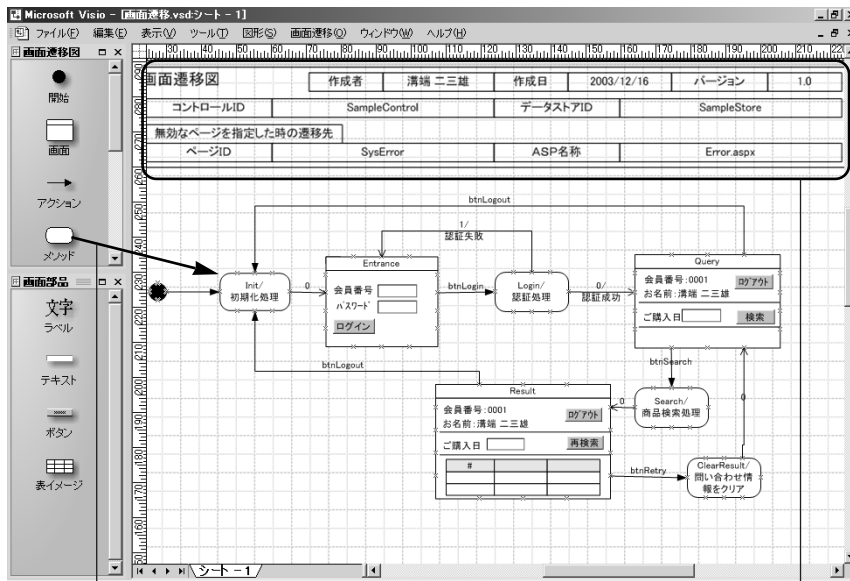 Microsoft Visio - [画面遷移.vsd:シート - 1]
ファイル(F) 編集(E) 表示(V) ツール(T) 図形(S) 画面遷移(Q) ウィンドウ(W) ヘルプ(H)
画面遷移図
開始
画面
アクション
メソッド
画面部品
文字
ラベル
テキスト
ボタン
表イメージ
画面遷移図 作成者 溝端 二三雄 作成日 2003/12/16 バージョン 1.0
コントロールID SampleControl データストアID SampleStore
無効なページを指定した時の遷移先
ページID SysError ASP名称 Error.aspx
btnLogout
1/
認証失敗
Init/
初期化処理
0
Entrance
会員番号
パスワード
ログイン
btnLogin
Login/
認証処理
0/
認証成功
Query
会員番号:0001
お名前:溝端 二三雄
ログアウト
ご購入日
検索
btnLogout
btnSearch
Result
会員番号:0001
お名前:溝端 二三雄
ログアウト
ご購入日
再検索
#
0
Search/
商品検索処理
0
btnRetry
ClearResult/
問い合わせ情
報をクリア
シート - 1